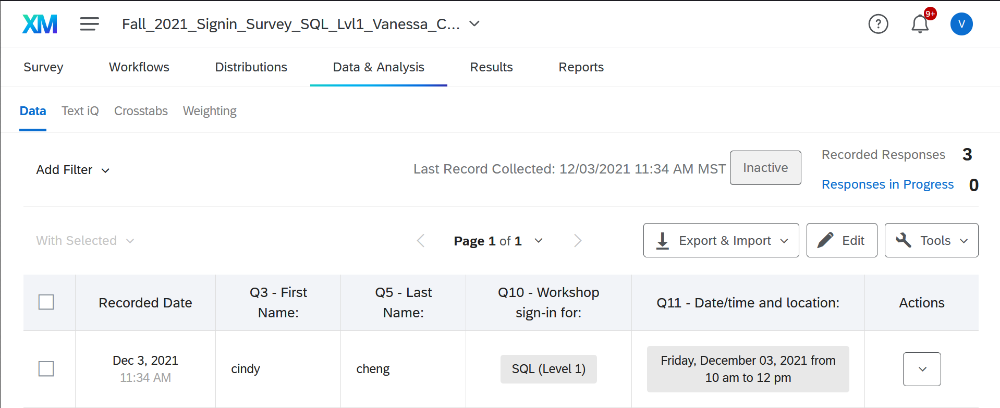 XM
Fall_2021_Signin_Survey_SQL_Lvl1_Vanessa_C...
?
9+
V
Survey
Workflows
Distributions
Data & Analysis
Results
Reports
Data
Text iQ
Crosstabs
Weighting
Add Filter
Last Record Collected: 12/03/2021 11:34 AM MST
Inactive
Recorded Responses 3
Responses in Progress 0
With Selected
Page 1 of 1
Export & Import
Edit
Tools
Recorded Date
Q3 - First
Name:
Q5 - Last
Name:
Q10 - Workshop
sign-in for:
Q11 - Date/time and location:
Actions
Dec 3, 2021
11:34 AM
cindy
cheng
SQL (Level 1)
Friday, December 03, 2021 from
10 am to 12 pm